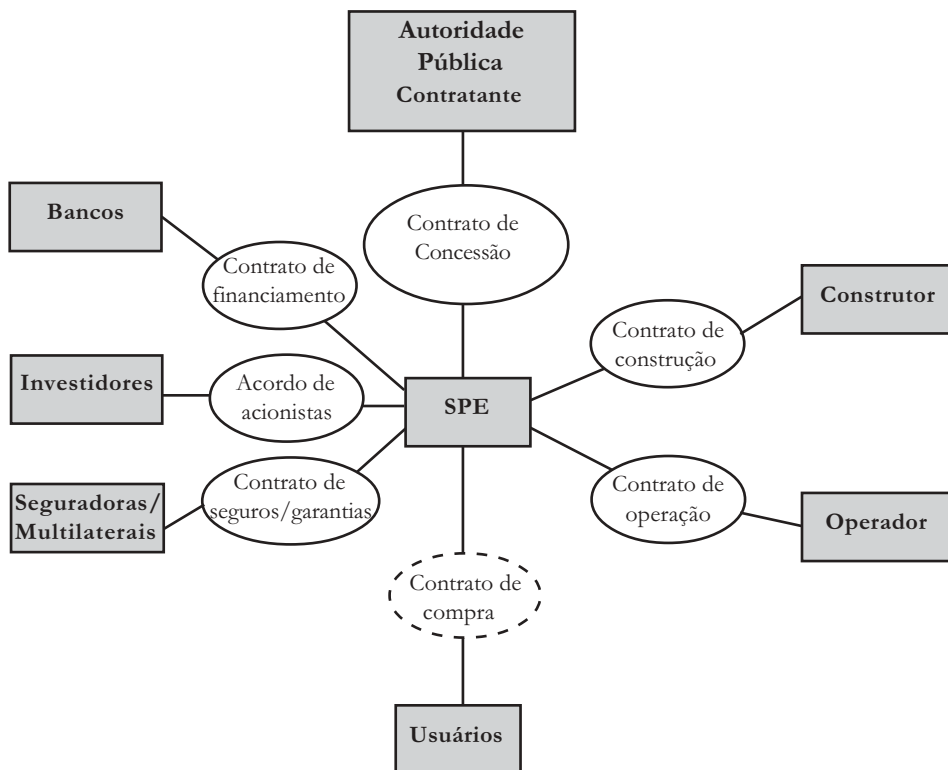 Autoridade
Pública
Contratante
Bancos
Contrato de
Concessão
Contrato de
financiamento
Construtor
Contrato de
construção
Investidores
Acordo de
acionistas
SPE
Seguradoras/
Multilaterais
Contrato de
seguros/garantias
Contrato de
operação
Operador
Contrato de
compra
Usuários